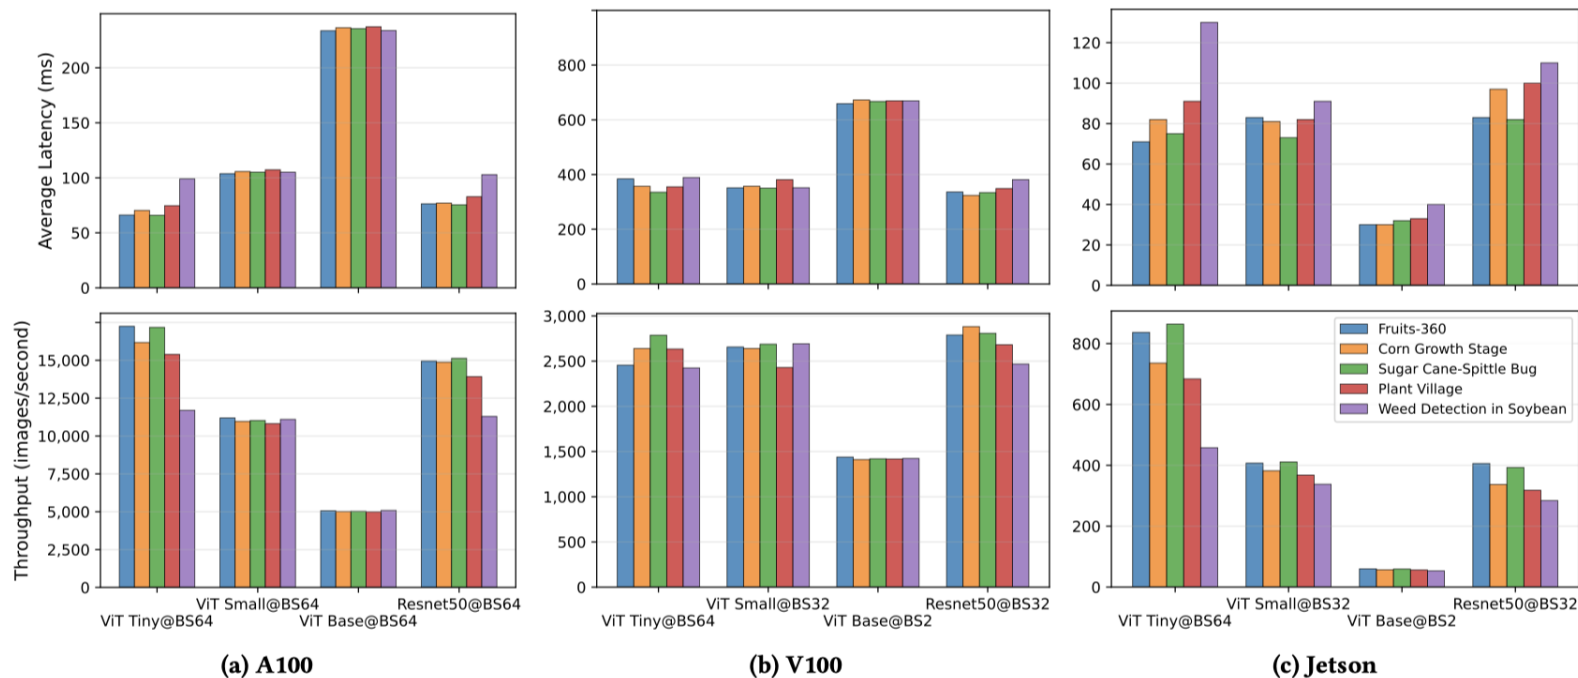 Average Latency (ms)
200
150
100
50
0
800
600
400
200
0
120
100
80
60
40
20
0
Throughput (images/second)
15,000
12,500
10,000
7,500
5,000
2,500
0
3,000
2,500
2,000
1,500
1,000
500
0
800
600
400
200
0
Fruits-360
Corn Growth Stage
Sugar Cane-Spittle Bug
Plant Village
Weed Detection in Soybean
ViT Small@BS64 Resnet50@BS64
ViT Tiny@BS64 ViT Base@BS64
ViT Small@BS32 Resnet50@BS32
ViT Tiny@BS64 ViT Base@BS2
ViT Small@BS32 Resnet50@BS32
ViT Tiny@BS64 ViT Base@BS2
(a) A100
(b) V100
(c) Jetson